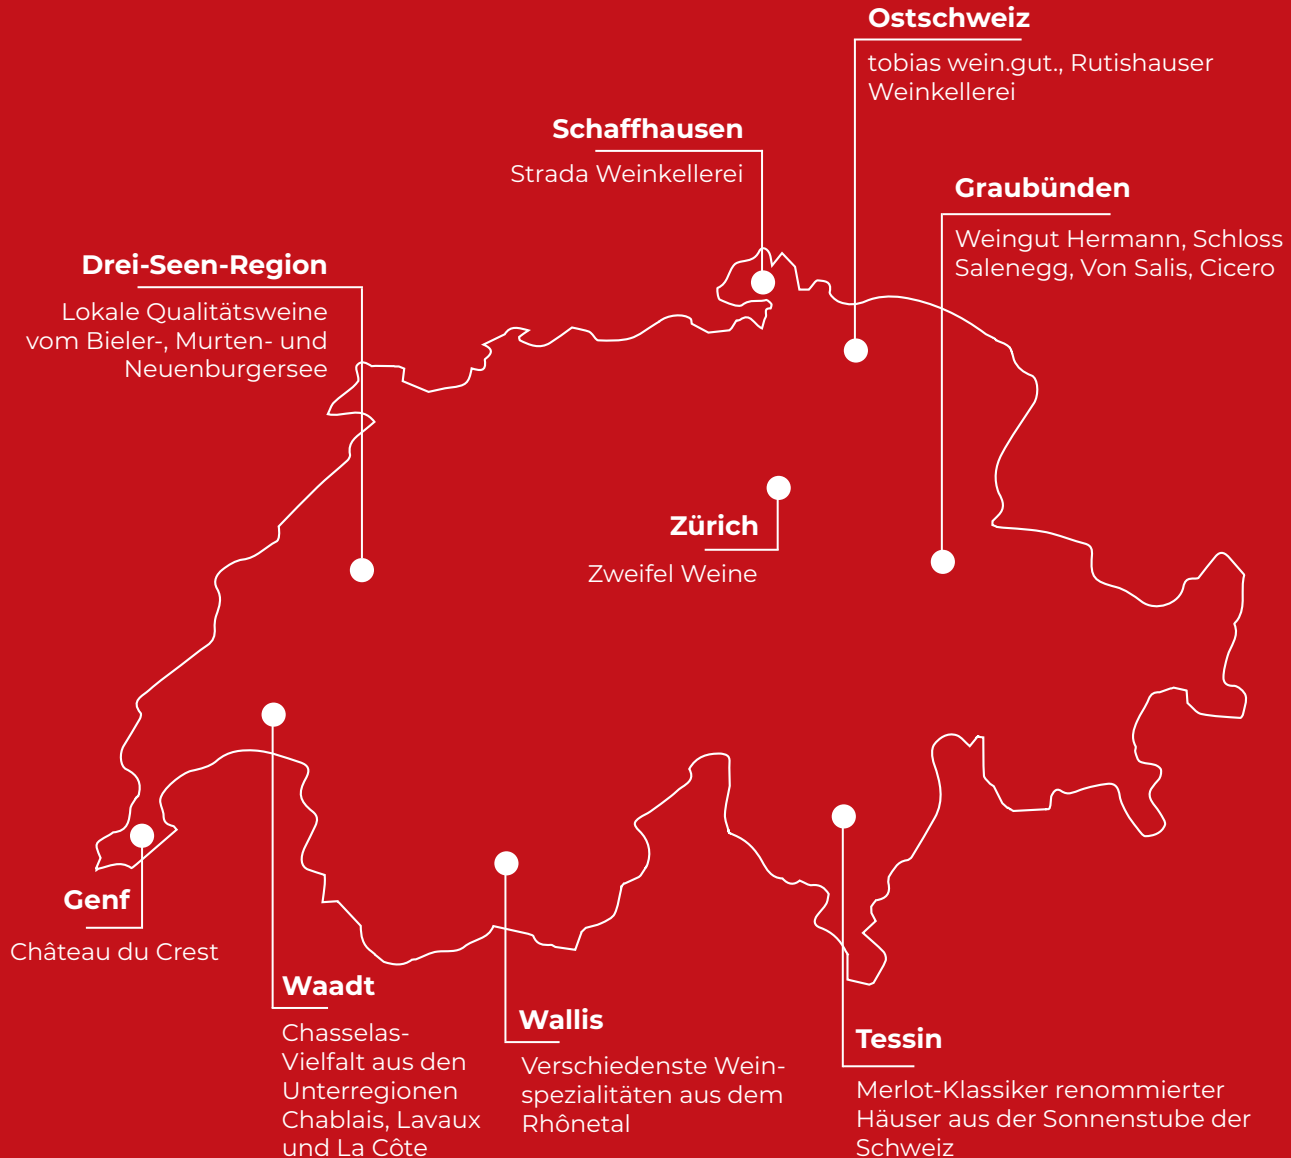 Ostschweiz
tobias wein.gut., Rutishauser
Weinkellerei
Schaffhausen
Strada Weinkellerei
Graubünden
Weingut Hermann, Schloss
Salenegg, Von Salis, Cicero
Drei-Seen-Region
Lokale Qualitätsweine
vom Bieler-, Murten- und
Neuenburgersee
Zürich
Zweifel Weine
Genf
Château du Crest
Waadt
Chasselas-
Vielfalt aus den
Unterregionen
Chablais, Lavaux
und La Côte
Wallis
Verschiedenste Wein-
spezialitäten aus dem
Rhônetal
Tessin
Merlot-Klassiker renommierter
Häuser aus der Sonnenstube der
Schweiz